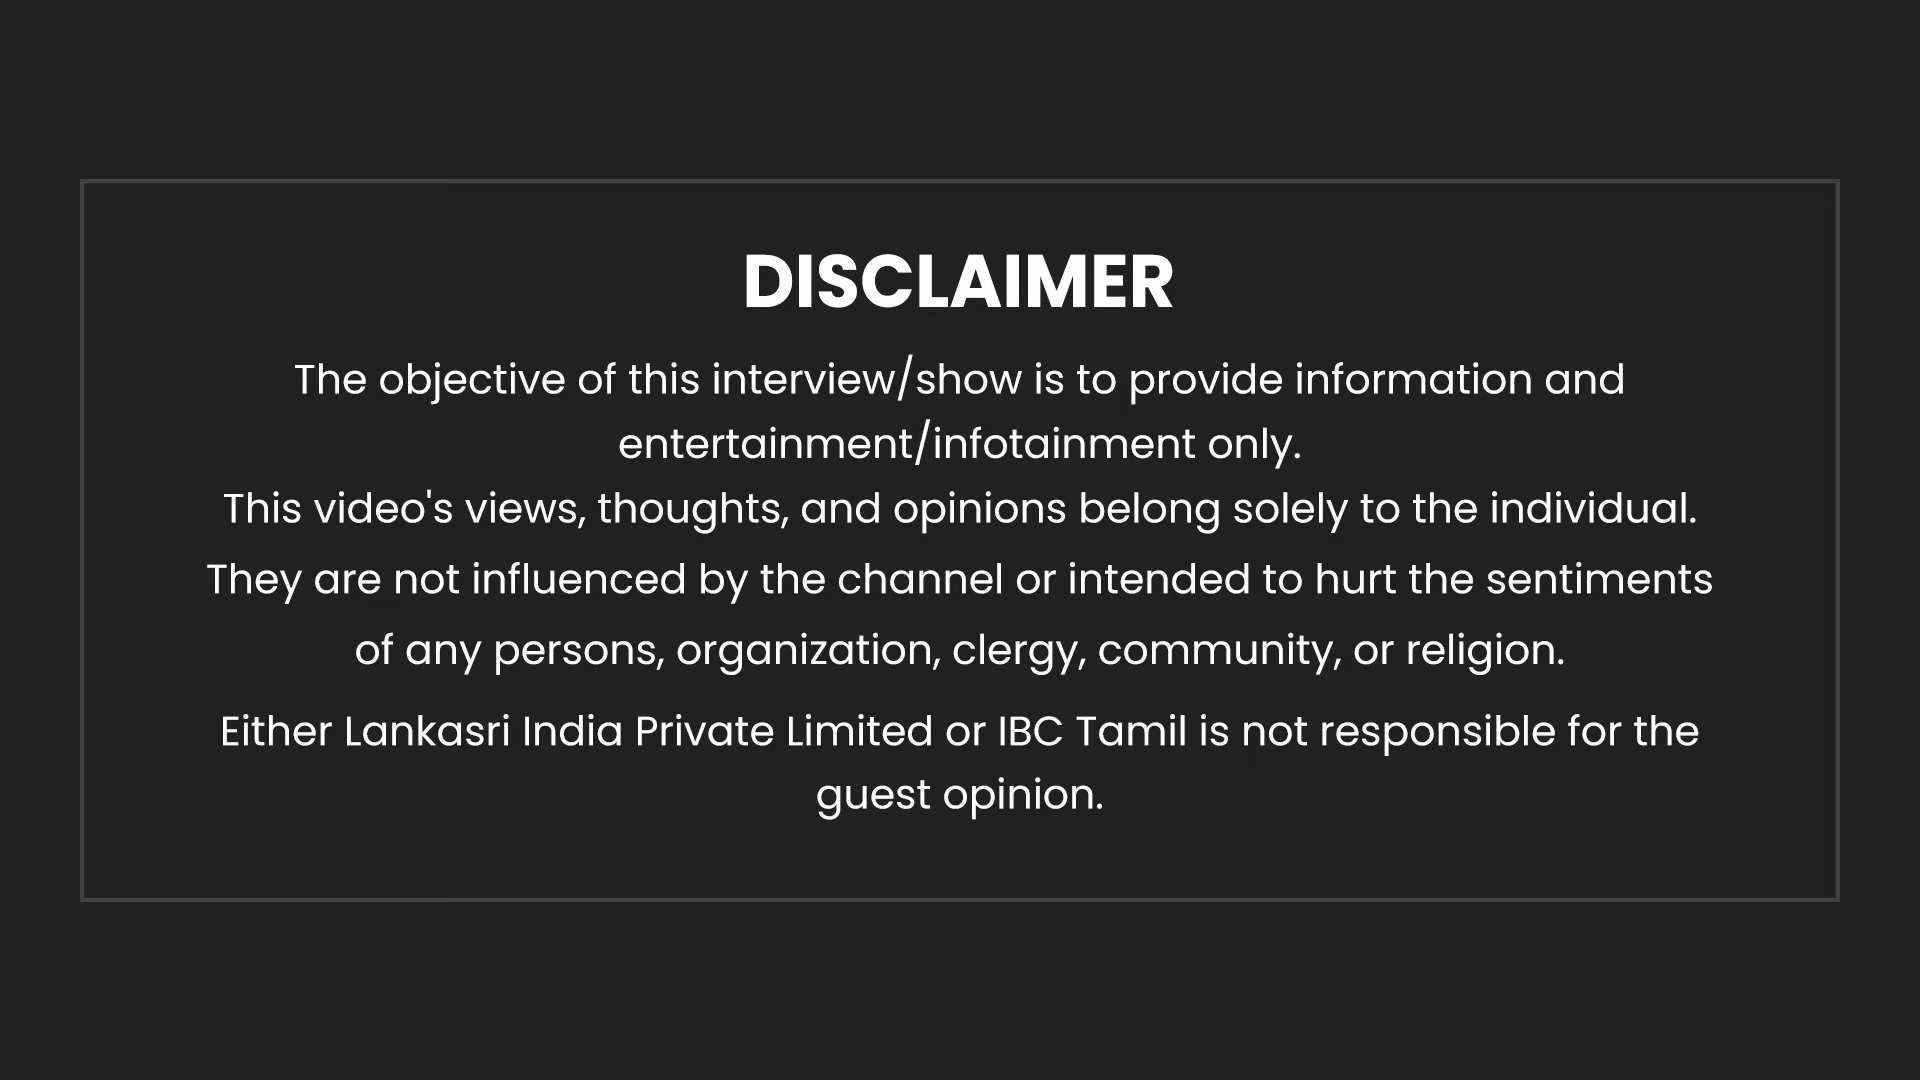 DISCLAIMER
The objective of this interview/show is to provide information and
entertainment/infotainment only.
This video's views, thoughts, and opinions belong solely to the individual.
They are not influenced by the channel or intended to hurt the sentiments
of any persons, organization, clergy, community, or religion.
Either Lankasri India Private Limited or IBC Tamil is not responsible for the
guest opinion.